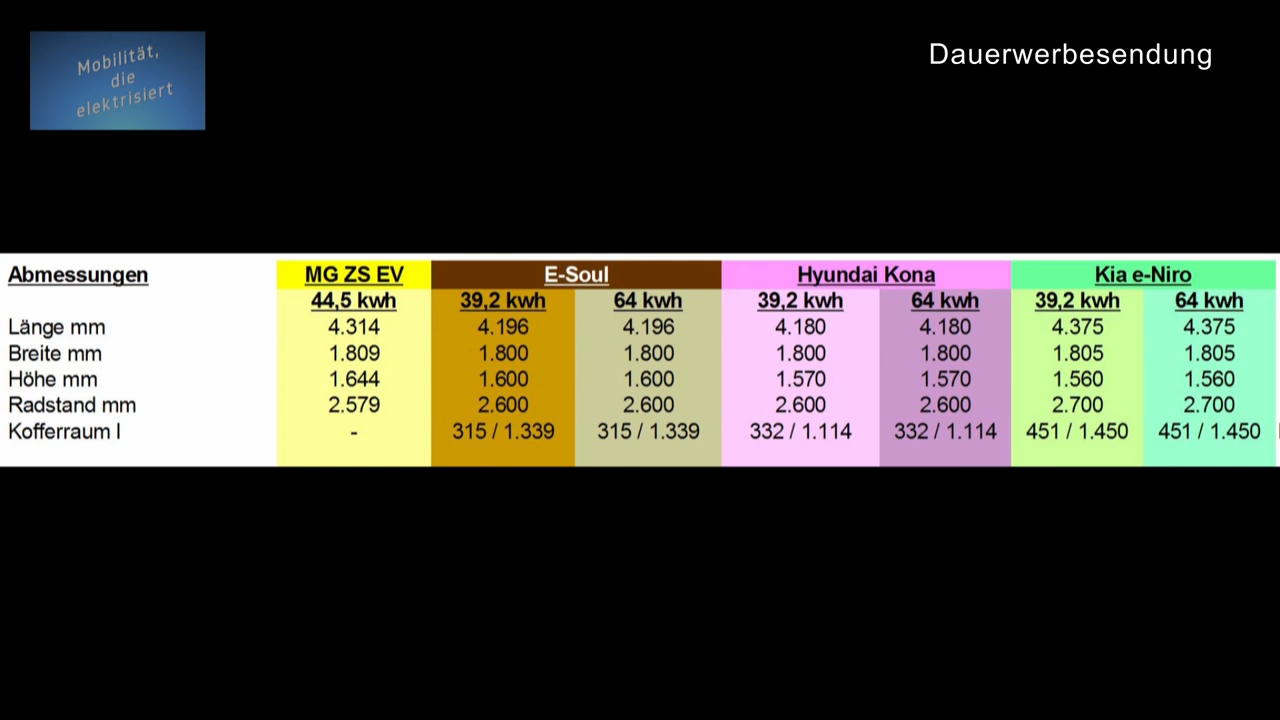 Mobilität,
die
elektrisiert
Dauerwerbesendung
Abmessungen MG ZS EV E-Soul Hyundai Kona Kia e-Niro
44,5 kwh 39,2 kwh 64 kwh 39,2 kwh 64 kwh 39,2 kwh 64 kwh
Länge mm 4.314 4.196 4.196 4.180 4.180 4.375 4.375
Breite mm 1.809 1.800 1.800 1.800 1.800 1.805 1.805
Höhe mm 1.644 1.600 1.600 1.570 1.570 1.560 1.560
Radstand mm 2.579 2.600 2.600 2.600 2.600 2.700 2.700
Kofferraum l - 315 / 1.339 315 / 1.339 332 / 1.114 332 / 1.114 451 / 1.450 451 / 1.450